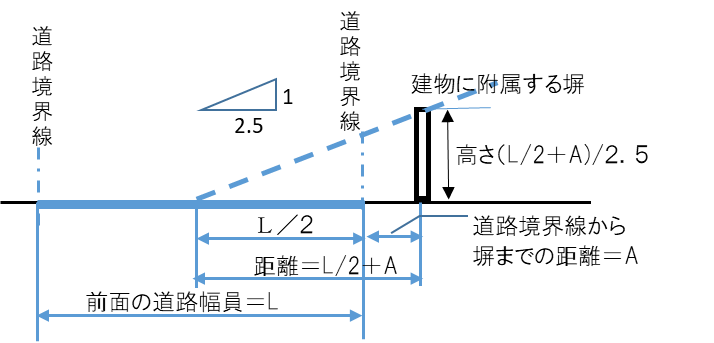 道路境界線
道路境界線
建物に附属する塀
1
2.5
高さ(L/2+A)/2.5
L/2
道路境界線から
塀までの距離=A
距離=L/2+A
前面の道路幅員=L